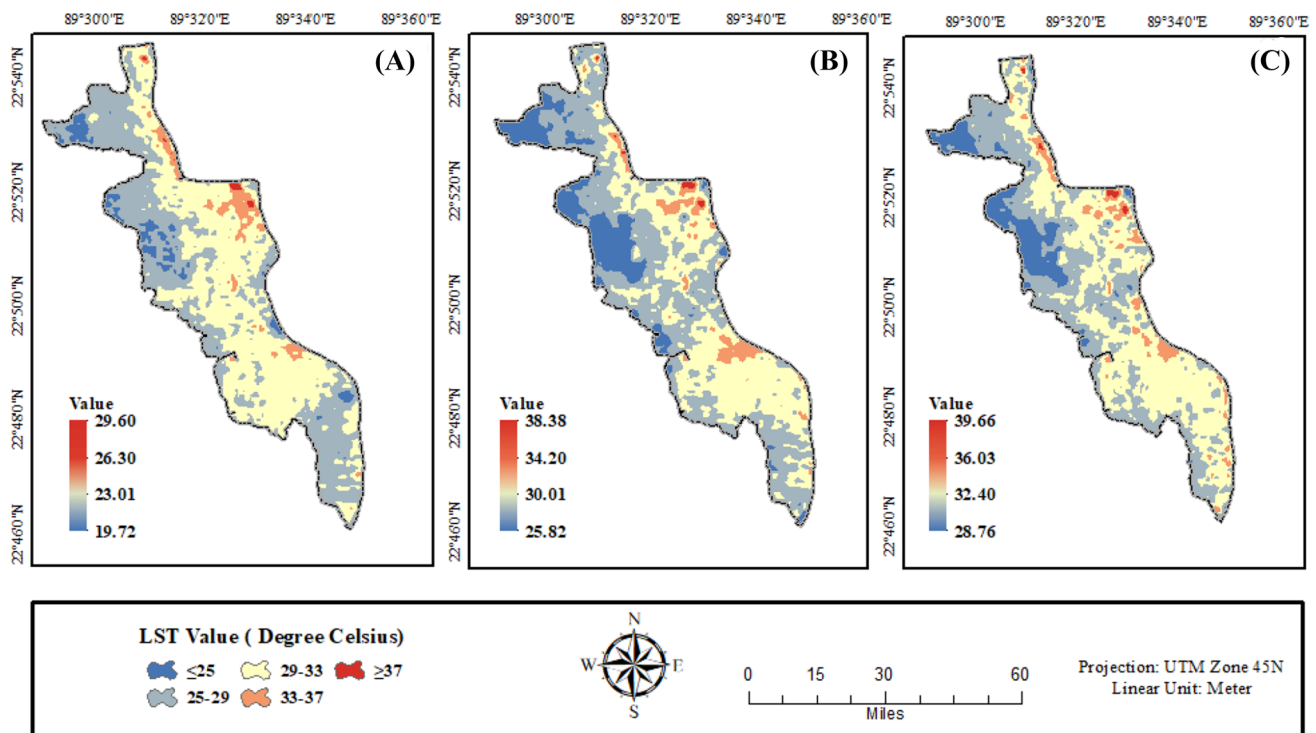 89°30'0"E 89°32'0"E 89°34'0"E 89°36'0"E 89°30'0"E 89°32'0"E 89°34'0"E 89°36'0"E 89°30'0"E 89°32'0"E 89°34'0"E 89°36'0"E
(A)
22°54'0"N
22°52'0"N
22°50'0"N
22°48'0"N
22°46'0"N
Value
29.60
26.30
23.01
19.72
(B)
22°54'0"N
22°52'0"N
22°50'0"N
22°48'0"N
22°46'0"N
Value
38.38
34.20
30.01
25.82
(C)
22°54'0"N
22°52'0"N
22°50'0"N
22°48'0"N
22°46'0"N
Value
39.66
36.03
32.40
28.76
LST Value ( Degree Celsius)
≤25 29-33 ≥37
25-29 33-37
N
W E
S
0 15 30 60
Miles
Projection: UTM Zone 45N
Linear Unit: Meter